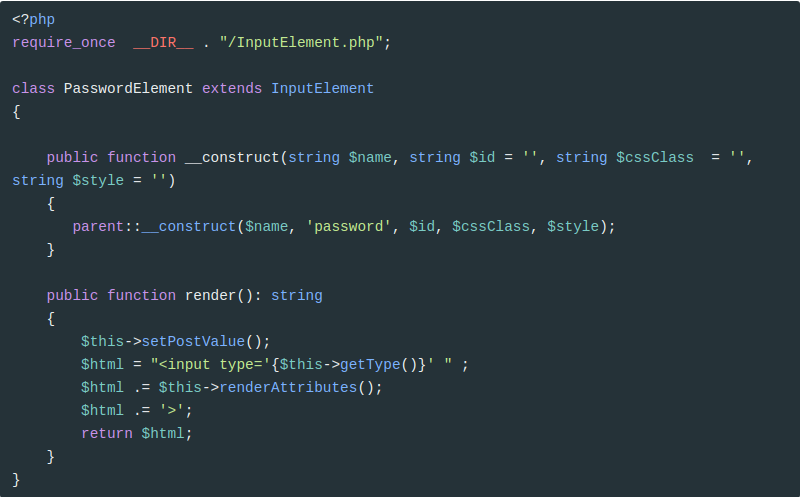 <?php
require_once  __DIR__ . "/InputElement.php";
class PasswordElement extends InputElement
{
    public function __construct(string $name, string $id = '', string $cssClass  = '',
string $style = '')
    {
       parent::__construct($name, 'password', $id, $cssClass, $style);
    }
    public function render(): string
    {
        $this->setPostValue();
        $html = "<input type='{$this->getType()}' " ;
        $html .= $this->renderAttributes();
        $html .= '>';
        return $html;
    }
}